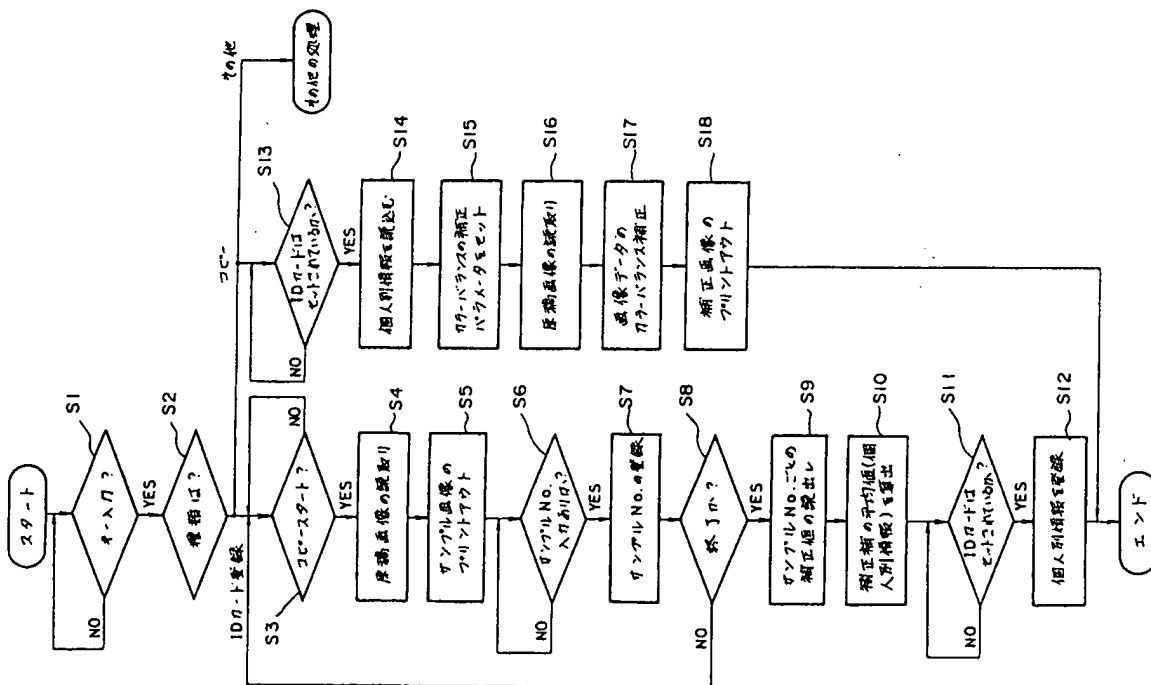 スタート
S1
キー入力?
NO
YES
S2
種類は?
IDカード登録
コピー
その他
その他の処理
S3
コピースタート?
NO
YES
S4
原稿画像の読取り
S5
サンプル画像の
プリントアウト
S6
サンプルNo.
入力ありか?
NO
YES
S7
サンプルNo.の登録
S8
終了か?
NO
YES
S9
サンプルNo.ごとの
補正値の読出し
S10
補正補の平均値(個
人別情報)を算出
S11
IDカードは
セットされているか?
NO
YES
S12
個人別情報を登録
S13
IDカードは
セットされているか?
NO
YES
S14
個人別情報を読込む
S15
カラーバランスの補正
パラメータをセット
S16
原稿画像の読取り
S17
画像データの
カラーバランス補正
S18
補正画像の
プリントアウト
エンド